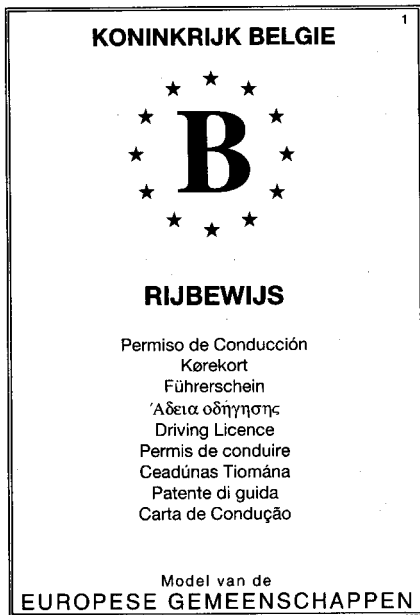 1
KONINKRIJK BELGIE
B
RIJBEWIJS
Permiso de Conducción
Kørekort
Führerschein
Άδεια οδήγησης
Driving Licence
Permis de conduire
Ceadúnas Tiomána
Patente di guida
Carta de Condução
Model van de
EUROPESE GEMEENSCHAPPEN